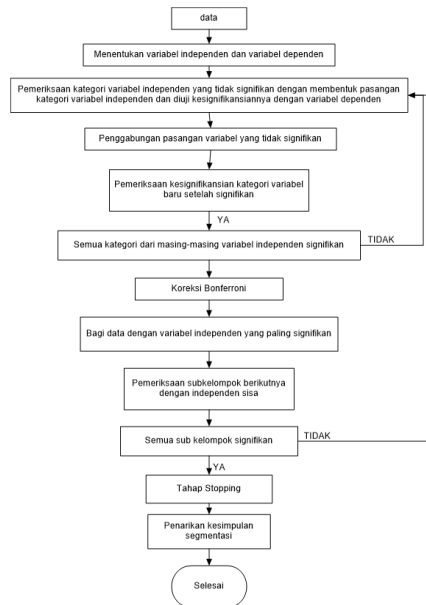 data
Menentukan variabel independen dan variabel dependen
Pemeriksaan kategori variabel independen yang tidak signifikan dengan membentuk pasangan
kategori variabel independen dan diuji kesignifikansiannya dengan variabel dependen
Penggabungan pasangan variabel yang tidak signifikan
Pemeriksaan kesignifikansian kategori variabel
baru setelah signifikan
YA
Semua kategori dari masing-masing variabel independen signifikan
TIDAK
Koreksi Bonferroni
Bagi data dengan variabel independen yang paling signifikan
Pemeriksaan subkelompok berikutnya
dengan independen sisa
Semua sub kelompok signifikan
TIDAK
YA
Tahap Stopping
Penarikan kesimpulan
segmentasi
Selesai